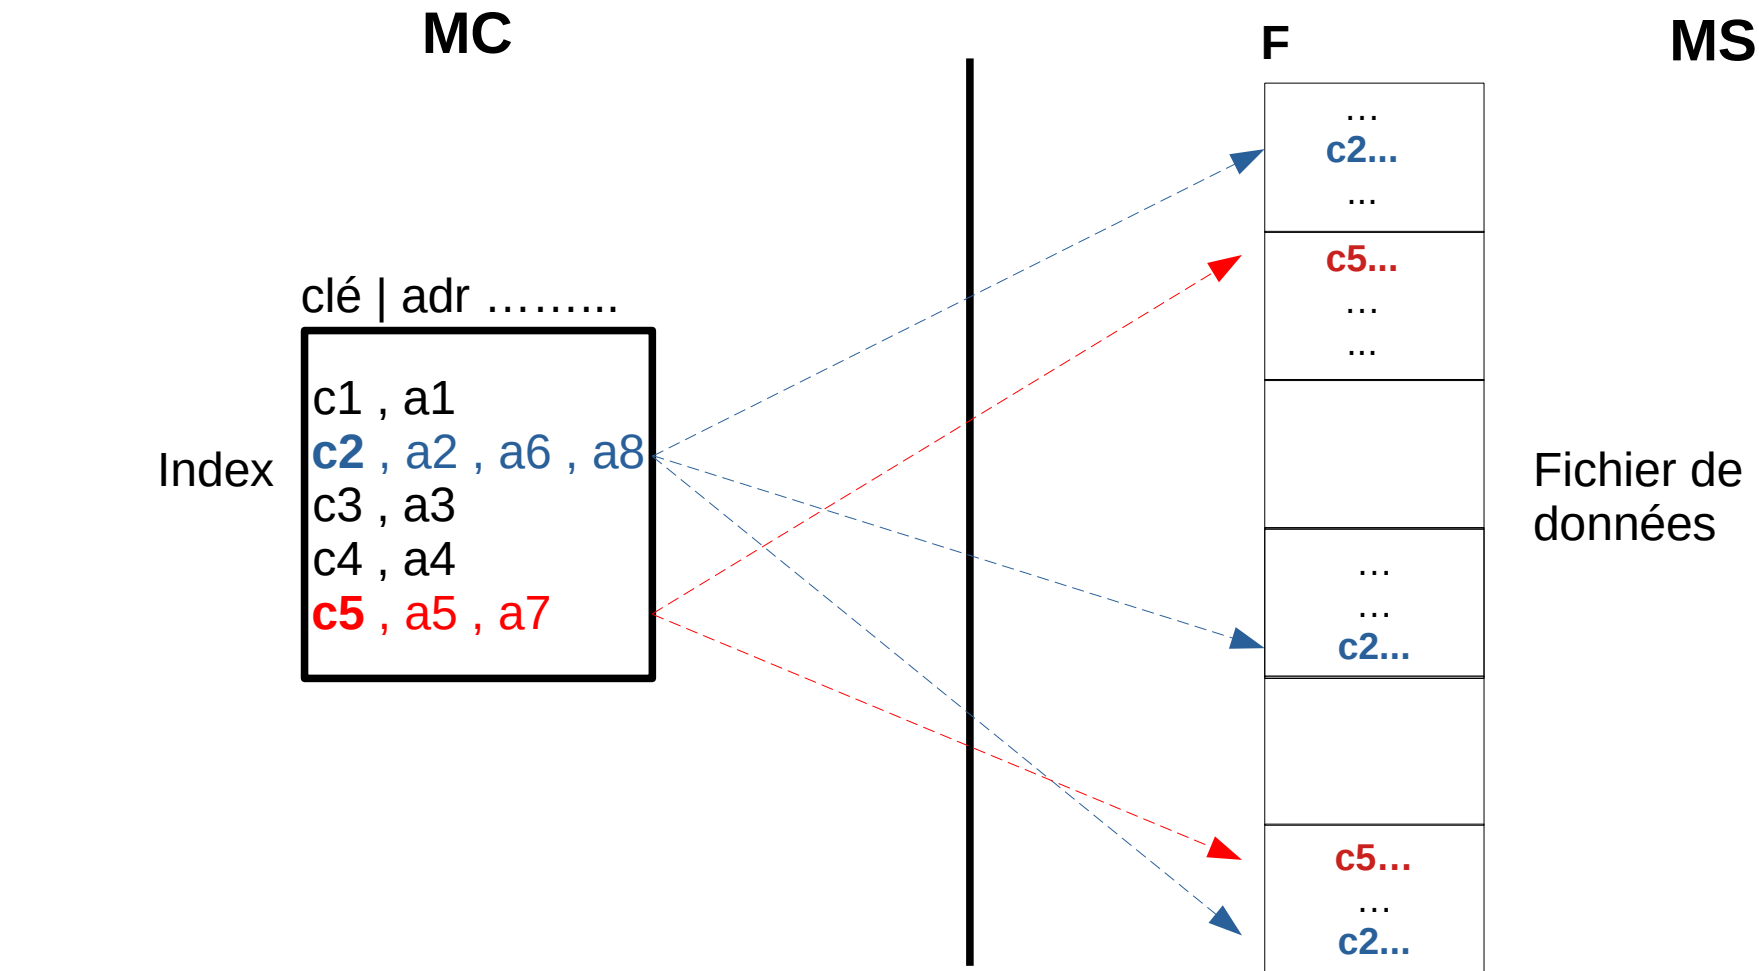 MC
F
MS
clé | adr ……...
Index
c1 , a1
c2 , a2 , a6 , a8
c3 , a3
c4 , a4
c5 , a5 , a7
…
c2...
...
c5...
…
...
…
…
c2...
c5…
…
c2...
Fichier de
données